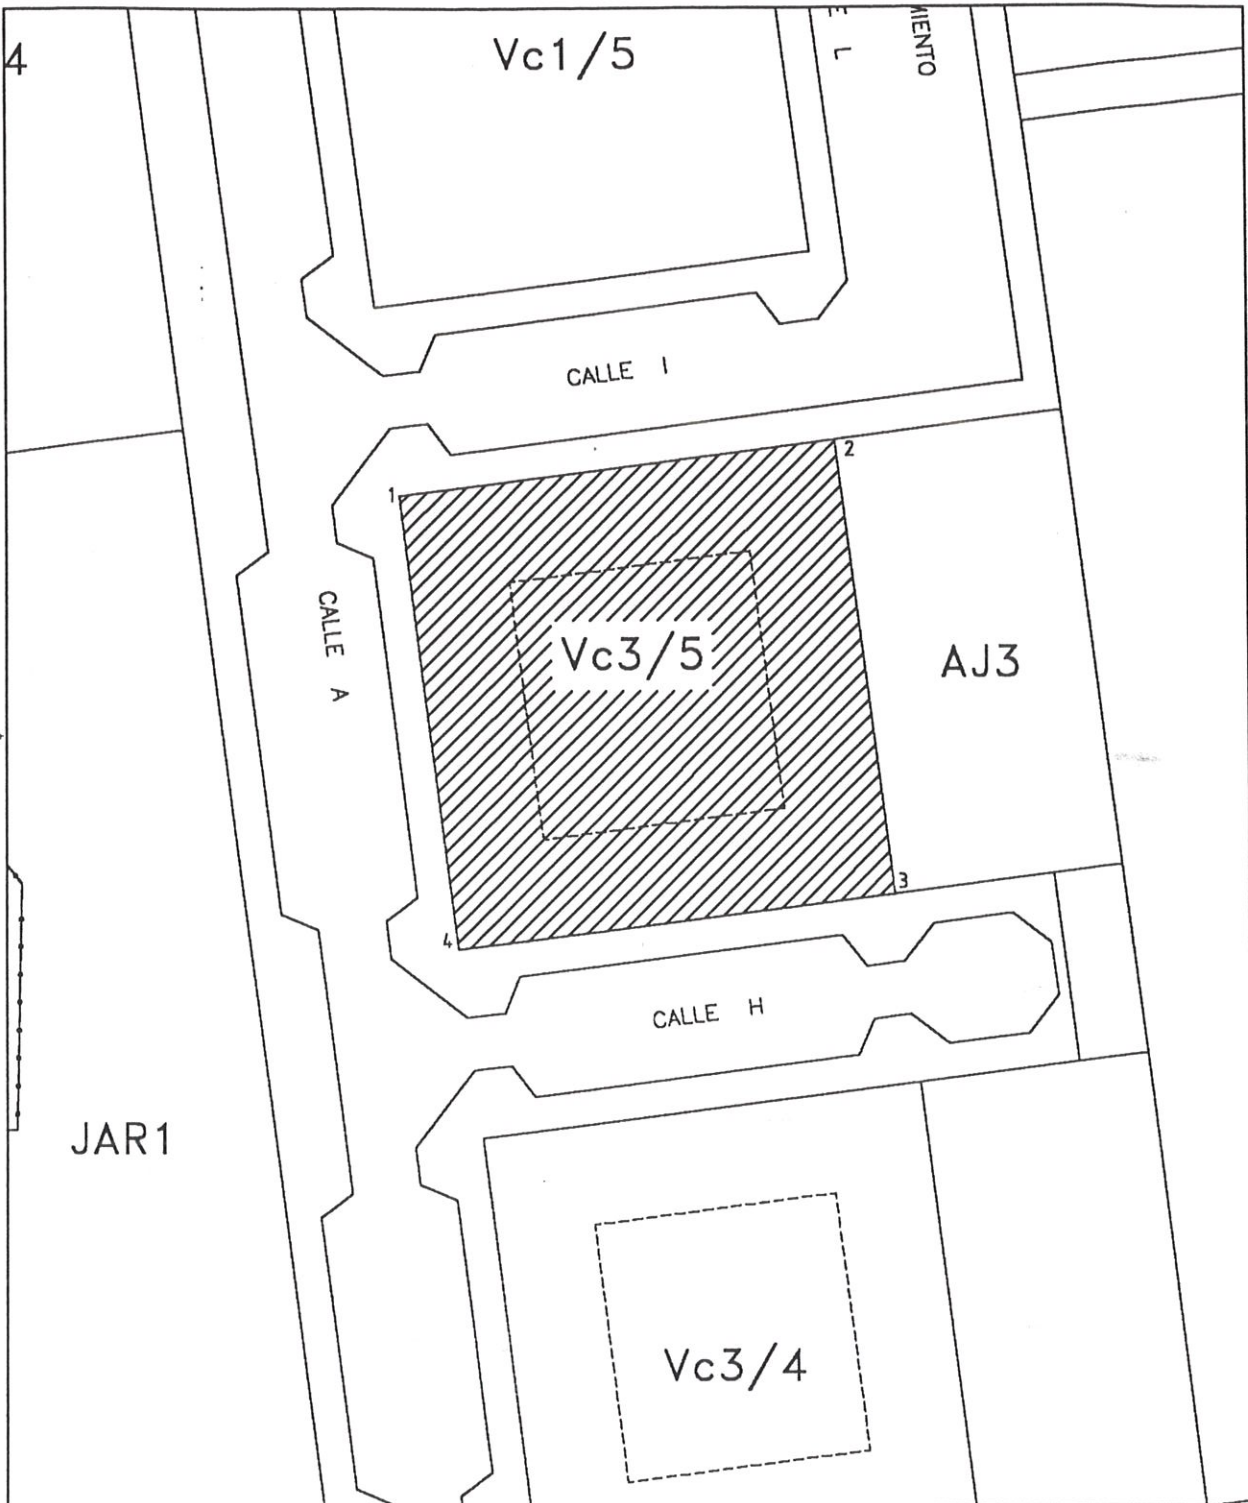 4
Vc1/5
E L
MIENTO
CALLE I
1
2
CALLE A
Vc3/5
AJ3
3
4
CALLE H
JAR1
Vc3/4